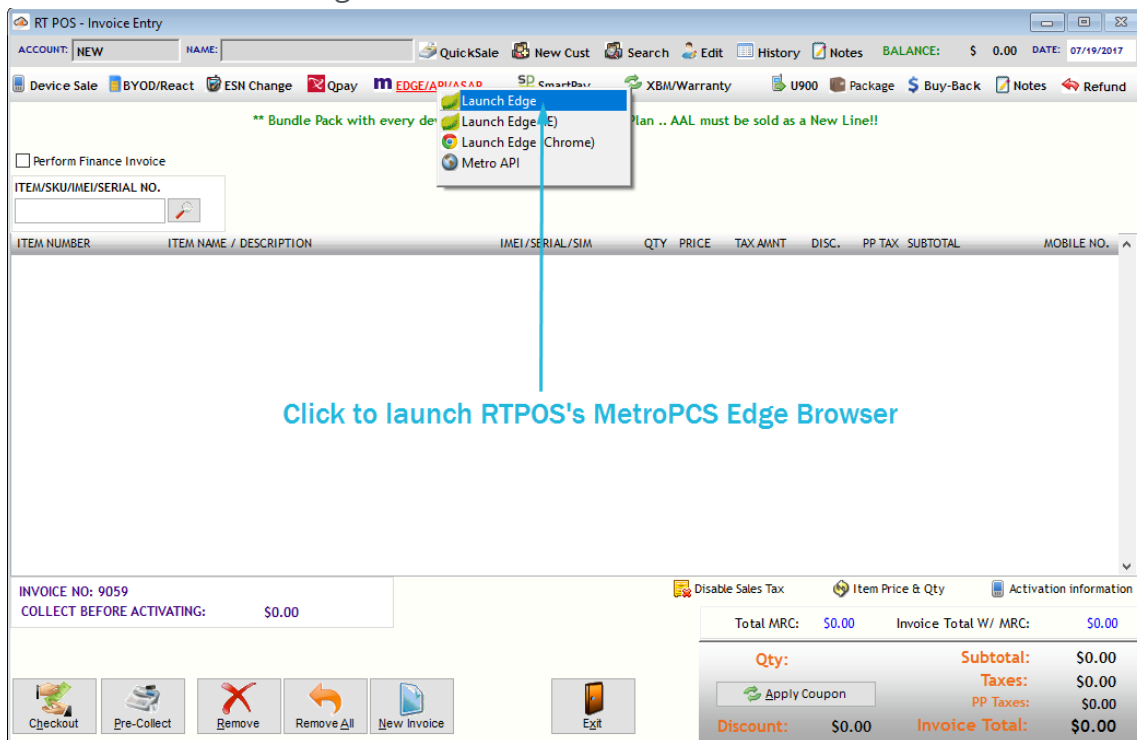 RT POS - Invoice Entry
ACCOUNT: NEW NAME: QuickSale New Cust Search Edit History Notes BALANCE: $ 0.00 DATE: 07/19/2017
Device Sale BYOD/React ESN Change Qpay m EDGE/API/ASAP SP SmartPay XBM/Warranty U900 Package $ Buy-Back Notes Refund
Launch Edge
** Bundle Pack with every Plan .. AAL must be sold as a New Line!!
Launch Edge (IE)
Launch Edge (Chrome)
Metro API
Perform Finance Invoice
ITEM/SKU/IMEI/SERIAL NO.
ITEM NUMBER ITEM NAME / DESCRIPTION IMEI/SERIAL/SIM QTY PRICE TAX AMNT DISC. PP TAX SUBTOTAL MOBILE NO.
Click to launch RTPOS's MetroPCS Edge Browser
INVOICE NO: 9059
COLLECT BEFORE ACTIVATING: $0.00
Disable Sales Tax Item Price & Qty Activation information
Total MRC: $0.00 Invoice Total W/ MRC: $0.00
Qty: Subtotal: $0.00
Taxes: $0.00
Apply Coupon
PP Taxes: $0.00
Discount: $0.00 Invoice Total: $0.00
Checkout Pre-Collect Remove Remove All New Invoice Exit